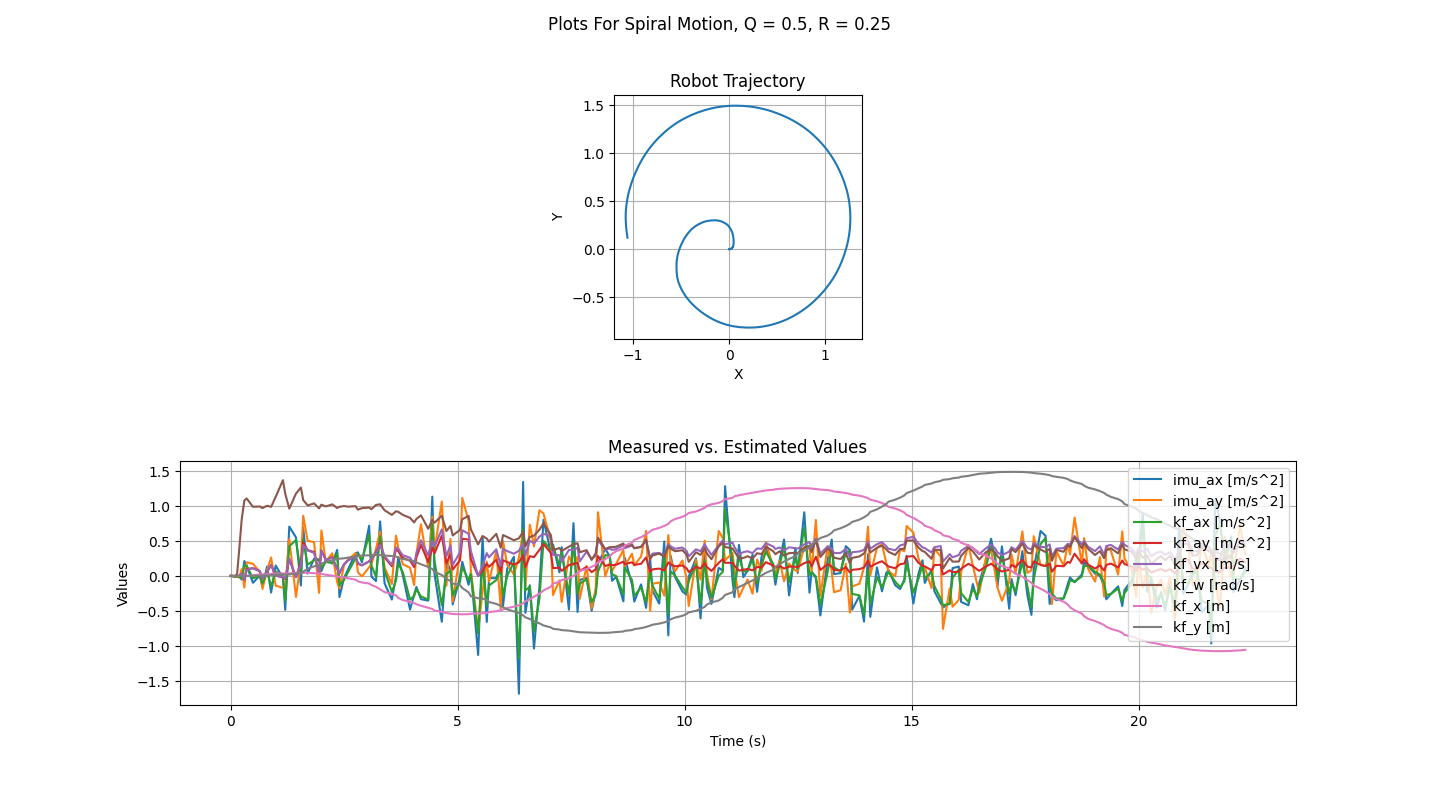 Plots For Spiral Motion, Q = 0.5, R = 0.25
Robot Trajectory
1.5
1.0
0.5
0.0
−0.5
Y
−1
0
1
X
Measured vs. Estimated Values
1.5
1.0
0.5
0.0
−0.5
−1.0
−1.5
Values
imu_ax [m/s^2]
imu_ay [m/s^2]
kf_ax [m/s^2]
kf_ay [m/s^2]
kf_vx [m/s]
kf_w [rad/s]
kf_x [m]
kf_y [m]
0
5
10
15
20
Time (s)